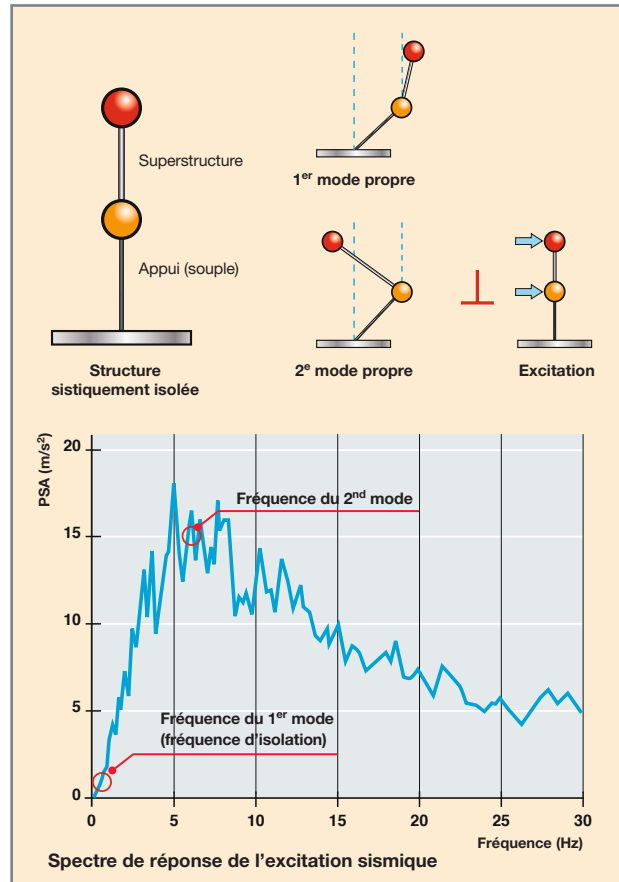 Superstructure
Appui (souple)
Structure
sistiquement isolée
1er mode propre
2e mode propre
Excitation
PSA (m/s²)
20
15
10
5
0
Fréquence du 2nd mode
Fréquence du 1er mode
(fréquence d’isolation)
0 5 10 15 20 25 30
Fréquence (Hz)
Spectre de réponse de l’excitation sismique